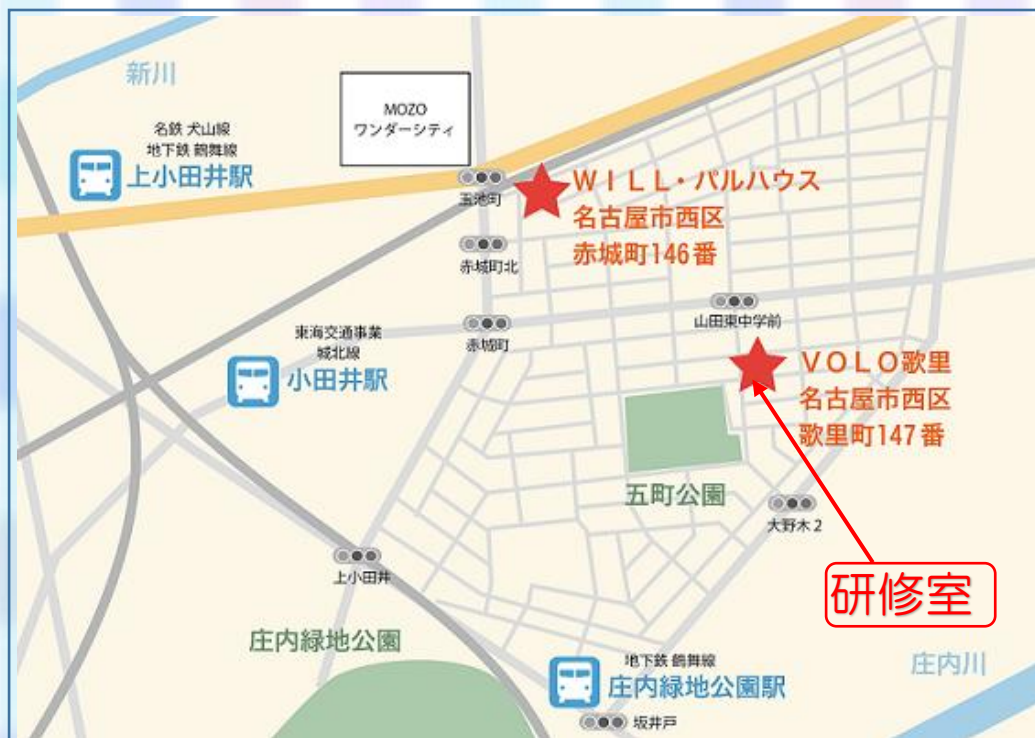 新川
MOZO
ワンダーシティ
名鉄 犬山線
地下鉄 鶴舞線
上小田井駅
玉池町
WILL・パルハウス
名古屋市西区
赤城町146番
赤城町北
山田東中学前
東海交通事業
城北線
小田井駅
赤城町
VOLO歌里
名古屋市西区
歌里町147番
五町公園
大野木2
上小田井
研修室
庄内緑地公園
地下鉄 鶴舞線
庄内緑地公園駅
庄内川
坂井戸